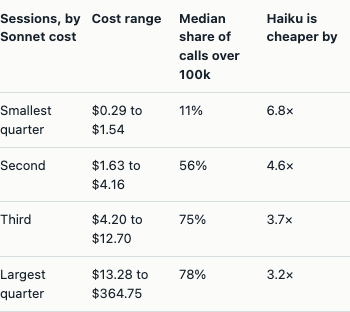 Sessions, by Cost range Median Haiku is
Sonnet cost share of cheaper by
calls over
100k
Smallest $0.29 to 11% 6.8×
quarter $1.54
Second $1.63 to 56% 4.6×
$4.16
Third $4.20 to 75% 3.7×
$12.70
Largest $13.28 to 78% 3.2×
quarter $364.75